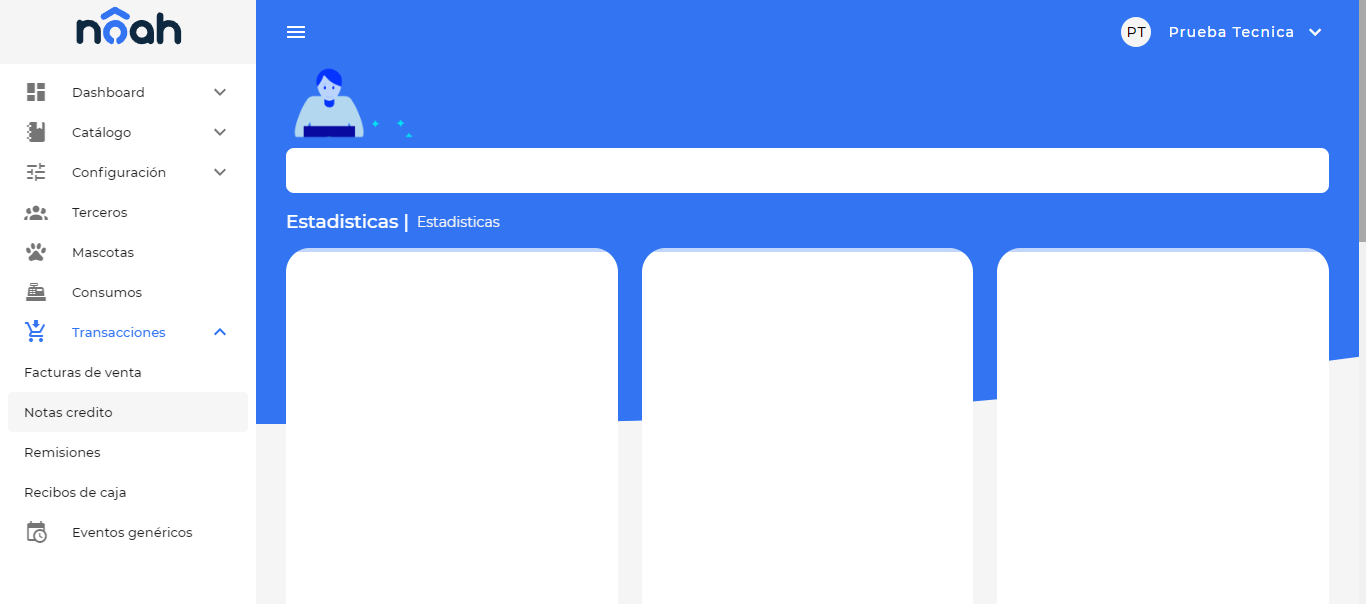 nôah
PT Prueba Tecnica
Dashboard
Catálogo
Configuración
Terceros
Mascotas
Consumos
Transacciones
Facturas de venta
Notas credito
Remisiones
Recibos de caja
Eventos genéricos
Estadisticas | Estadisticas